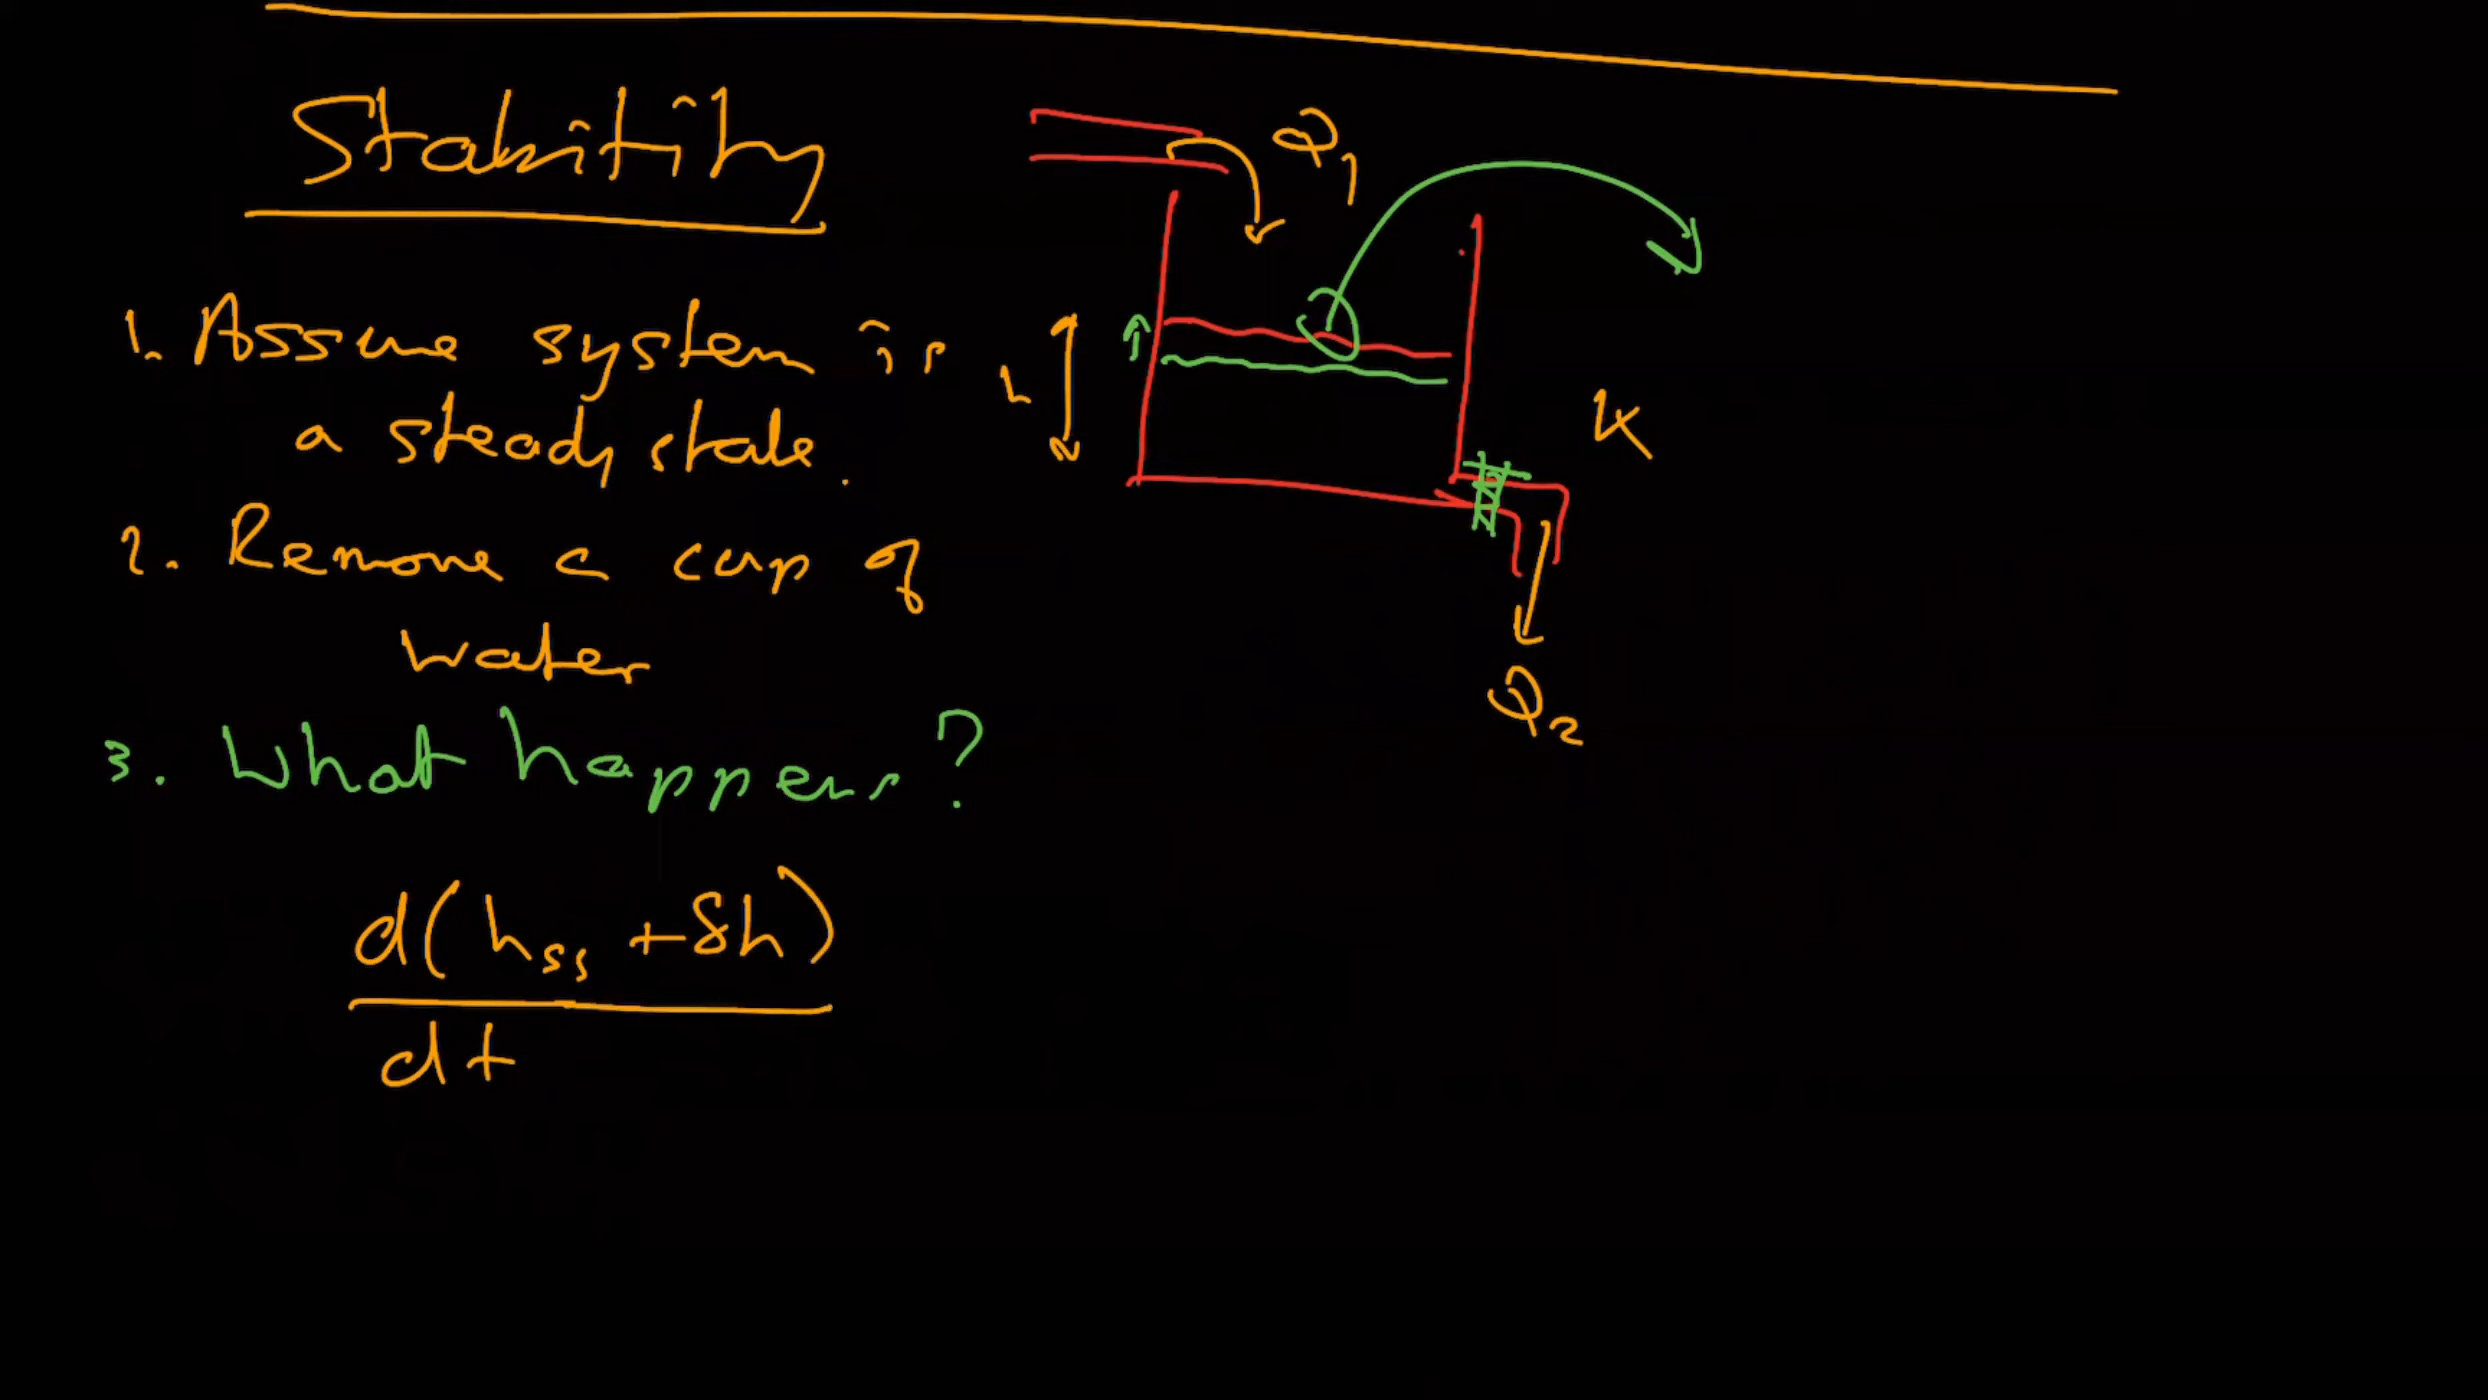 Stability
1. Assume system is
a steady state.
2. Remove a cup of
water
3. What happens?
d(h_ss + δh)
dt
Q₁
h
K
Q₂